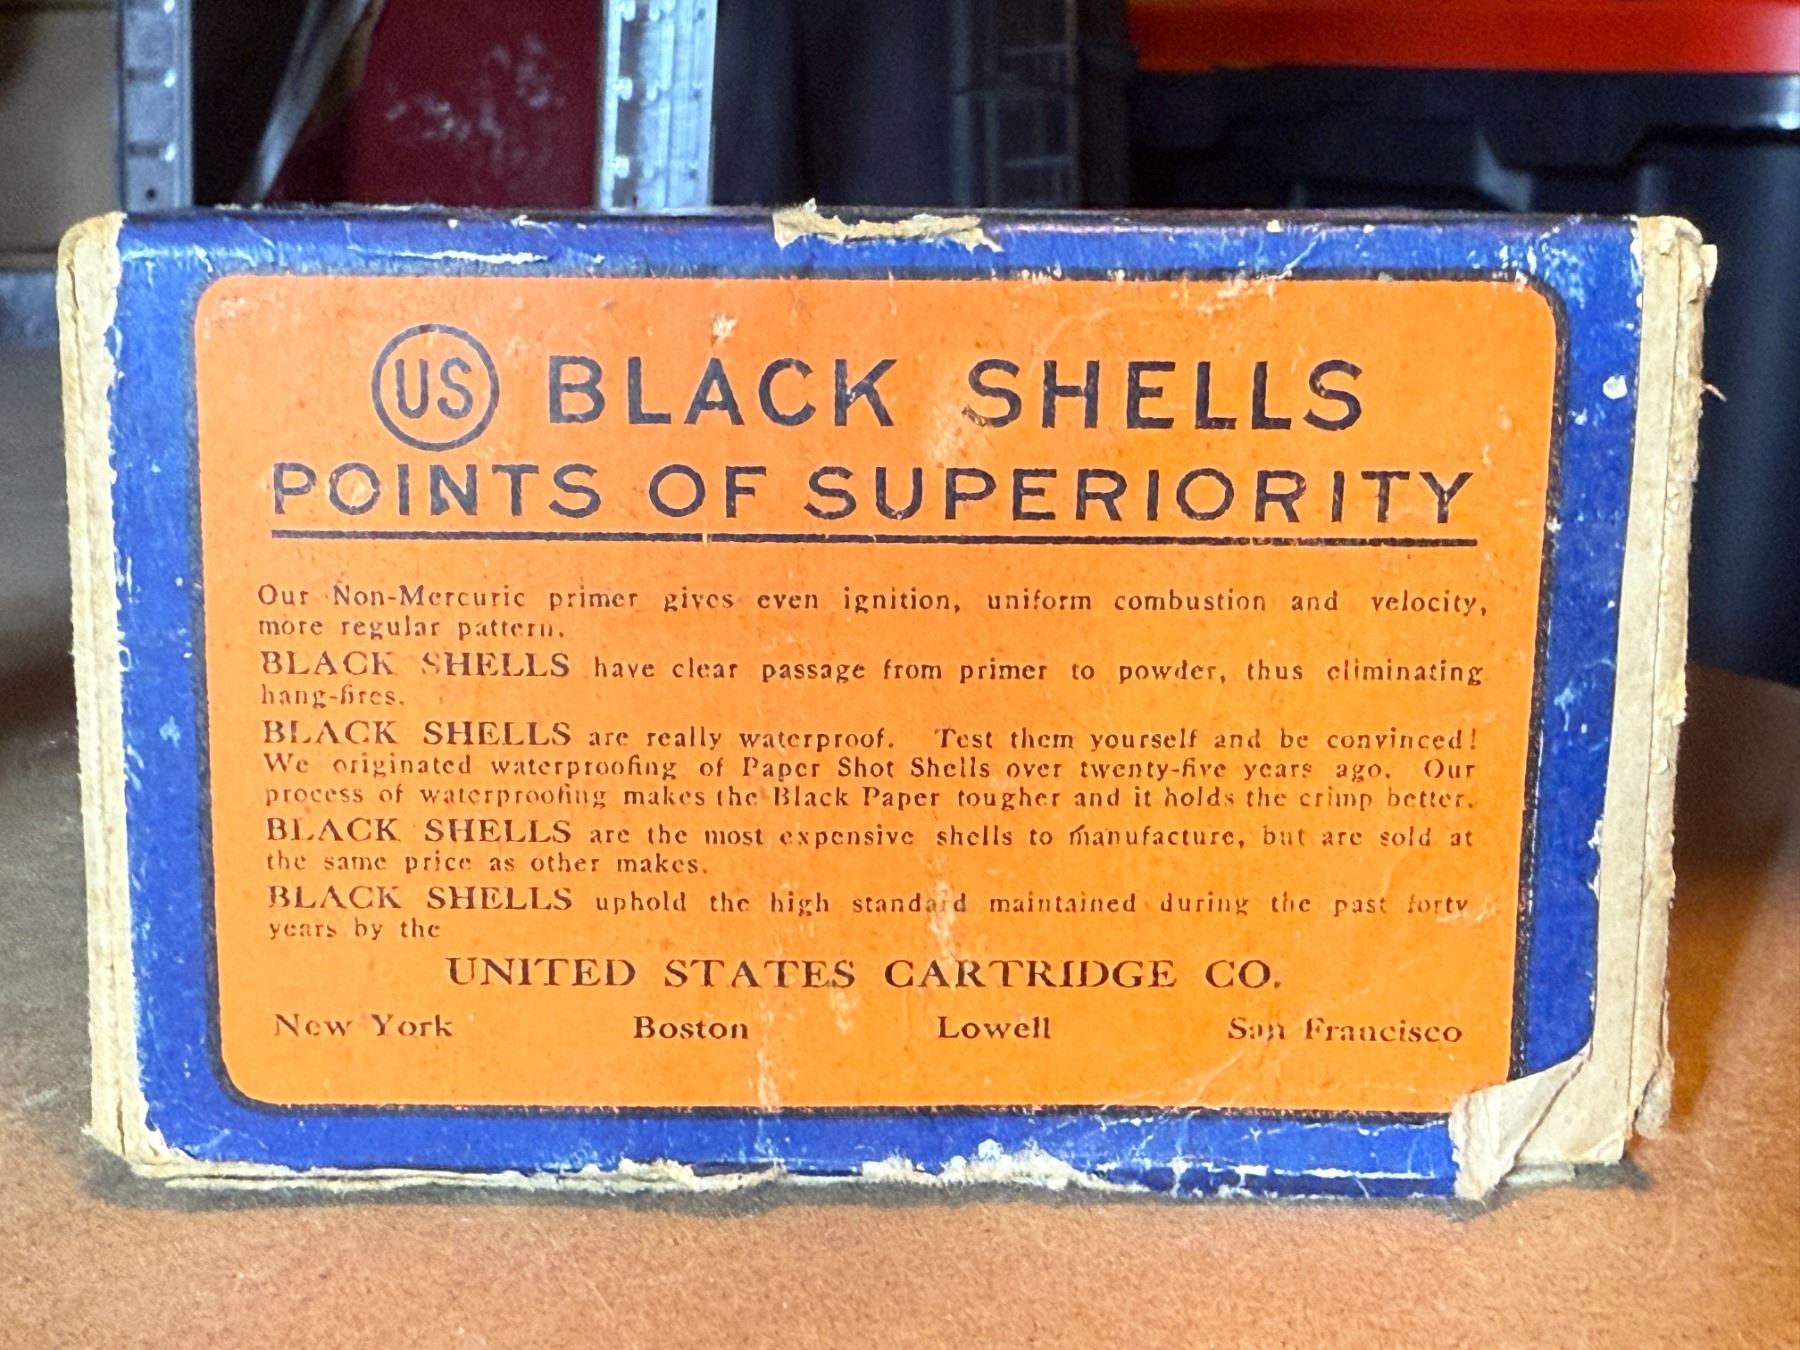 US BLACK SHELLS
POINTS OF SUPERIORITY
Our Non-Mercuric primer gives even ignition, uniform combustion and velocity,
more regular pattern.
BLACK SHELLS have clear passage from primer to powder, thus eliminating
hang-fires.
BLACK SHELLS are really waterproof. Test them yourself and be convinced!
We originated waterproofing of Paper Shot Shells over twenty-five years ago. Our
process of waterproofing makes the Black Paper tougher and it holds the crimp better.
BLACK SHELLS are the most expensive shells to manufacture, but are sold at
the same price as other makes.
BLACK SHELLS uphold the high standard maintained during the past forty
years by the
UNITED STATES CARTRIDGE CO.
New York Boston Lowell San Francisco